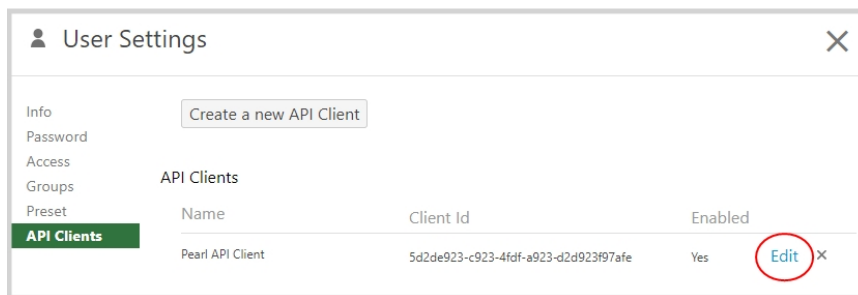 User Settings
Info
Password
Access
Groups
Preset
API Clients
Create a new API Client
API Clients
Name Client Id Enabled
Pearl API Client 5d2de923-c923-4fdf-a923-d2d923f97afe Yes Edit ×